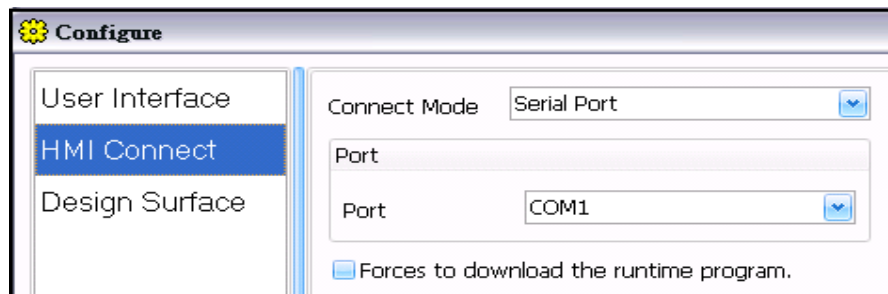 Configure
User Interface
HMI Connect
Design Surface
Connect Mode Serial Port
Port
Port COM1
Forces to download the runtime program.